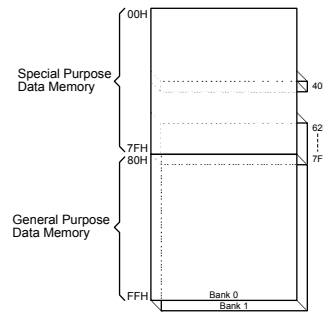 00H
Special Purpose
Data Memory
40
62
7F
7FH
80H
General Purpose
Data Memory
FFH
Bank 0
Bank 1